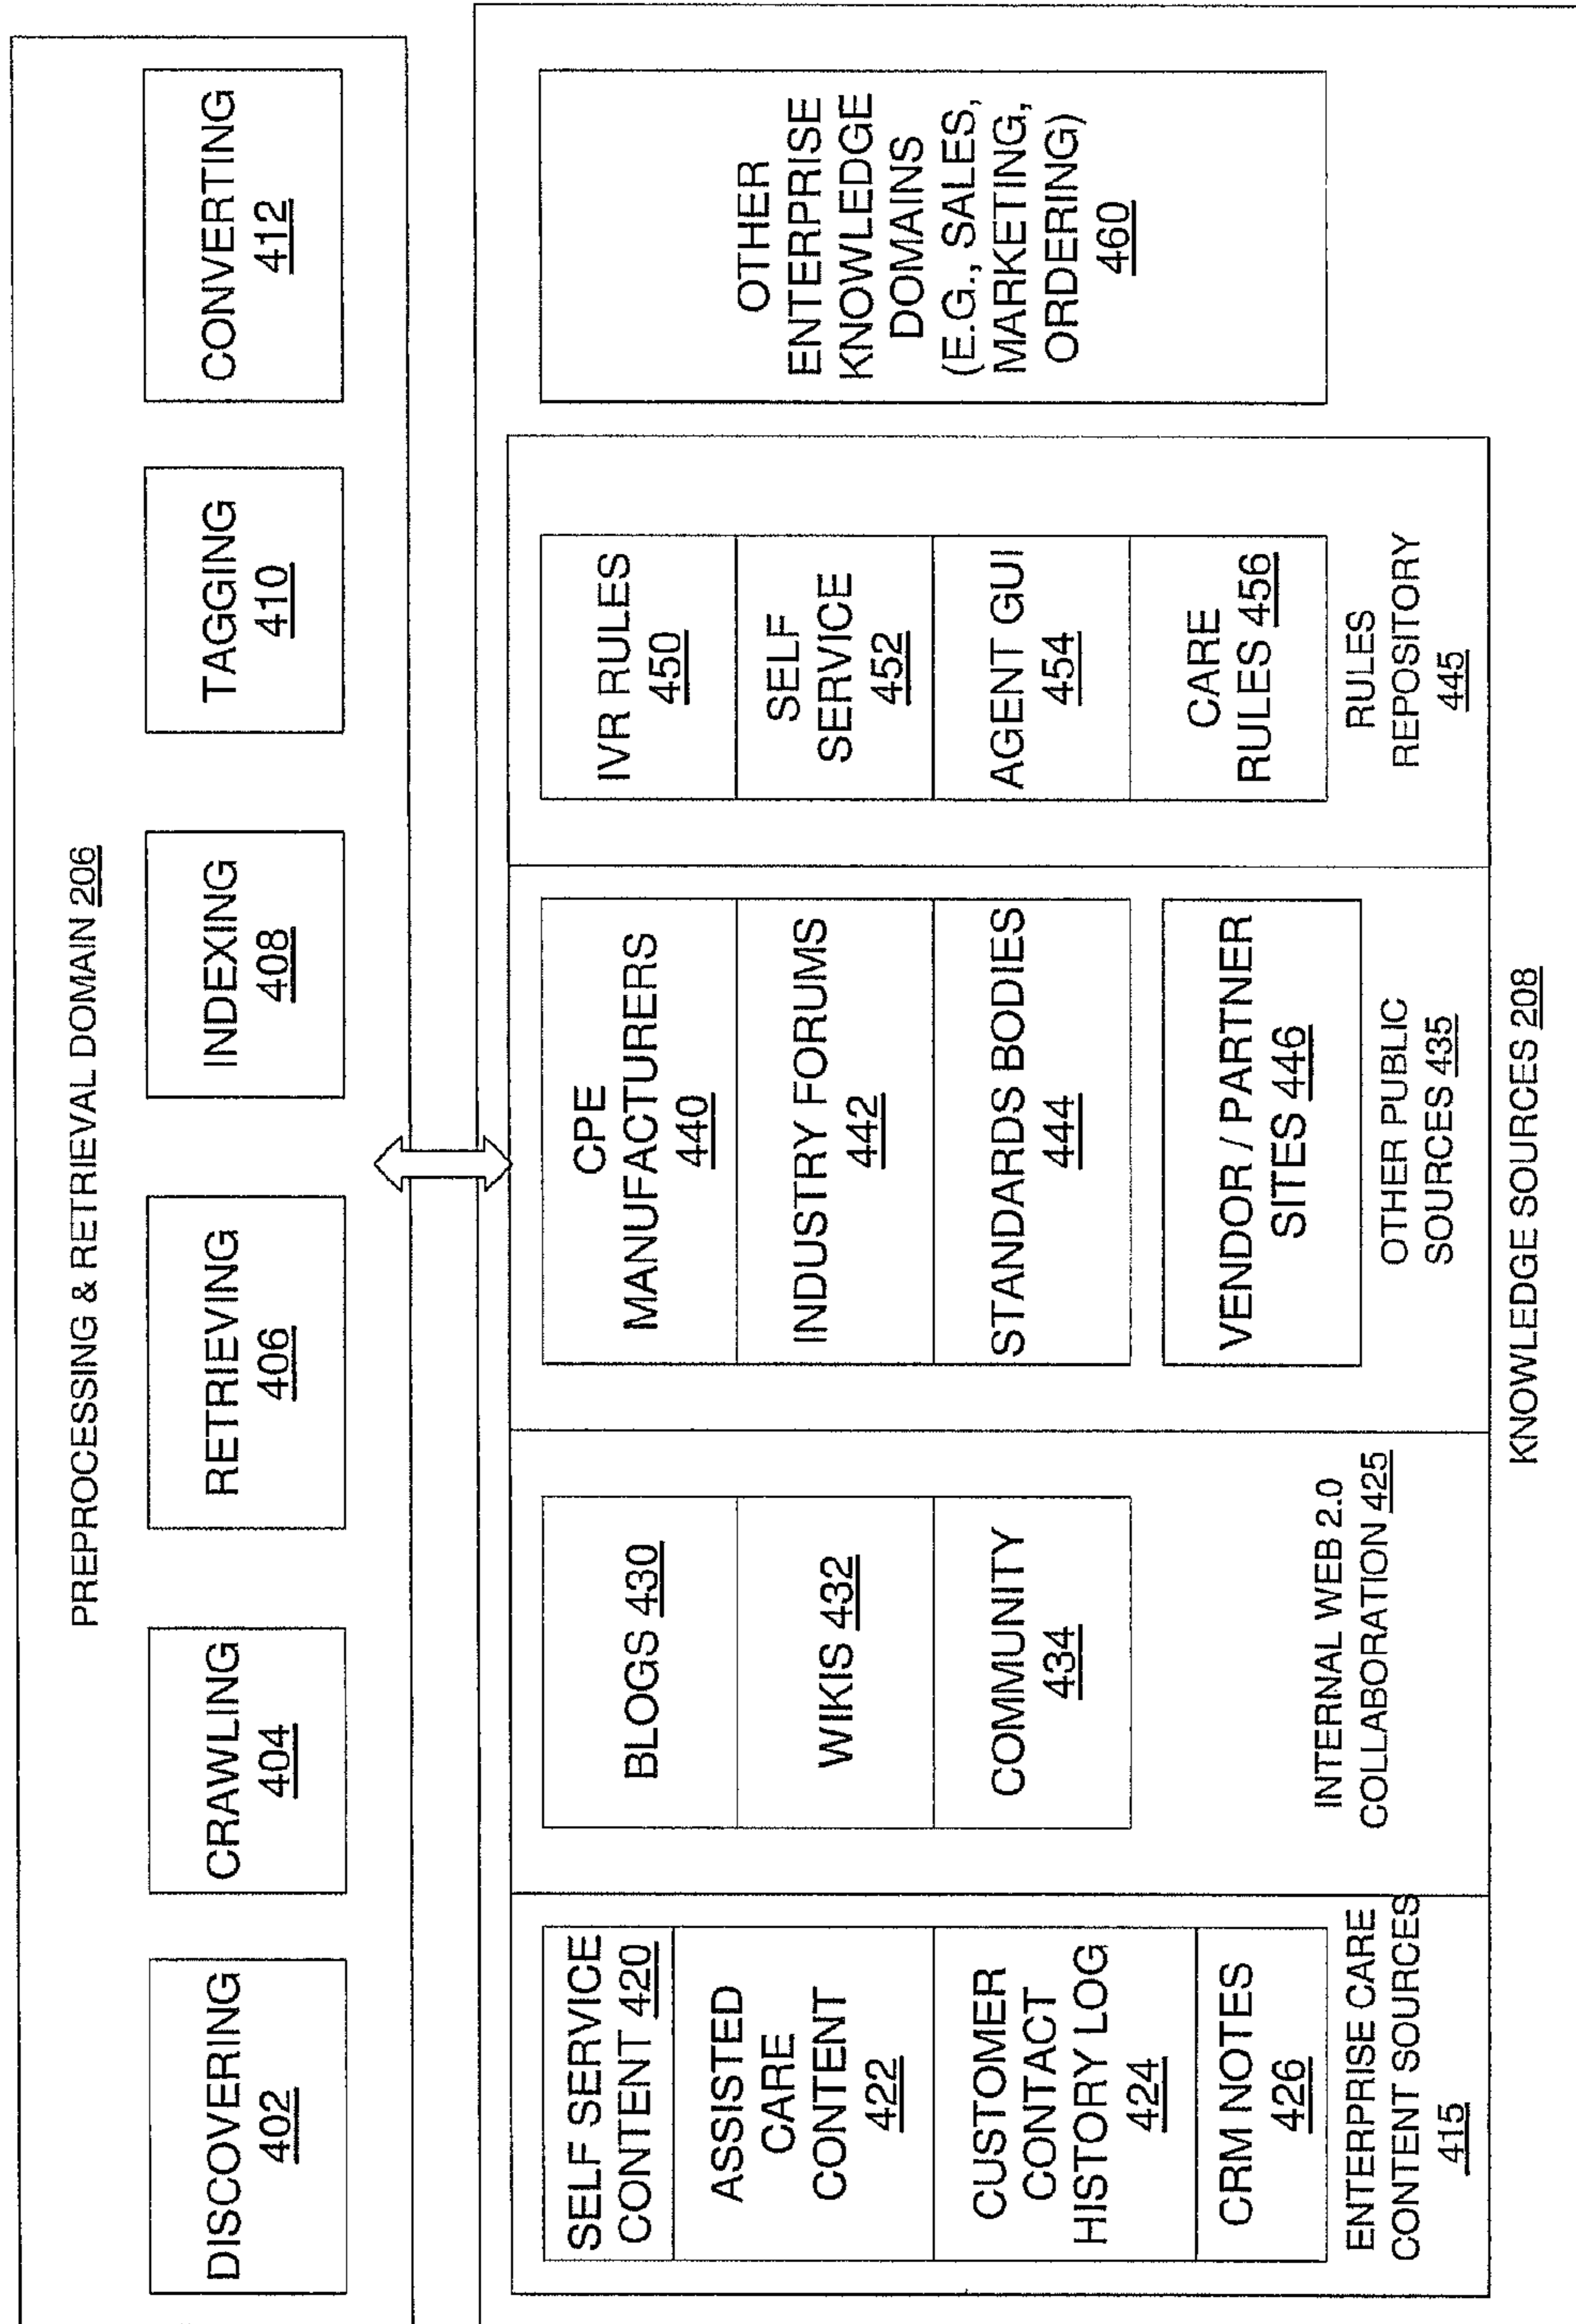 PREPROCESSING & RETRIEVAL DOMAIN 206
DISCOVERING
402
CRAWLING
404
RETRIEVING
406
INDEXING
408
TAGGING
410
CONVERTING
412
SELF SERVICE
CONTENT 420
ASSISTED
CARE
CONTENT
422
CUSTOMER
CONTACT
HISTORY LOG
424
CRM NOTES
426
ENTERPRISE CARE
CONTENT SOURCES
415
BLOGS 430
WIKIS 432
COMMUNITY
434
INTERNAL WEB 2.0
COLLABORATION 425
CPE
MANUFACTURERS
440
INDUSTRY FORUMS
442
STANDARDS BODIES
444
VENDOR / PARTNER
SITES 446
OTHER PUBLIC
SOURCES 435
IVR RULES
450
SELF
SERVICE
452
AGENT GUI
454
CARE
RULES 456
RULES
REPOSITORY
445
OTHER
ENTERPRISE
KNOWLEDGE
DOMAINS
(E.G., SALES,
MARKETING,
ORDERING)
460
KNOWLEDGE SOURCES 208